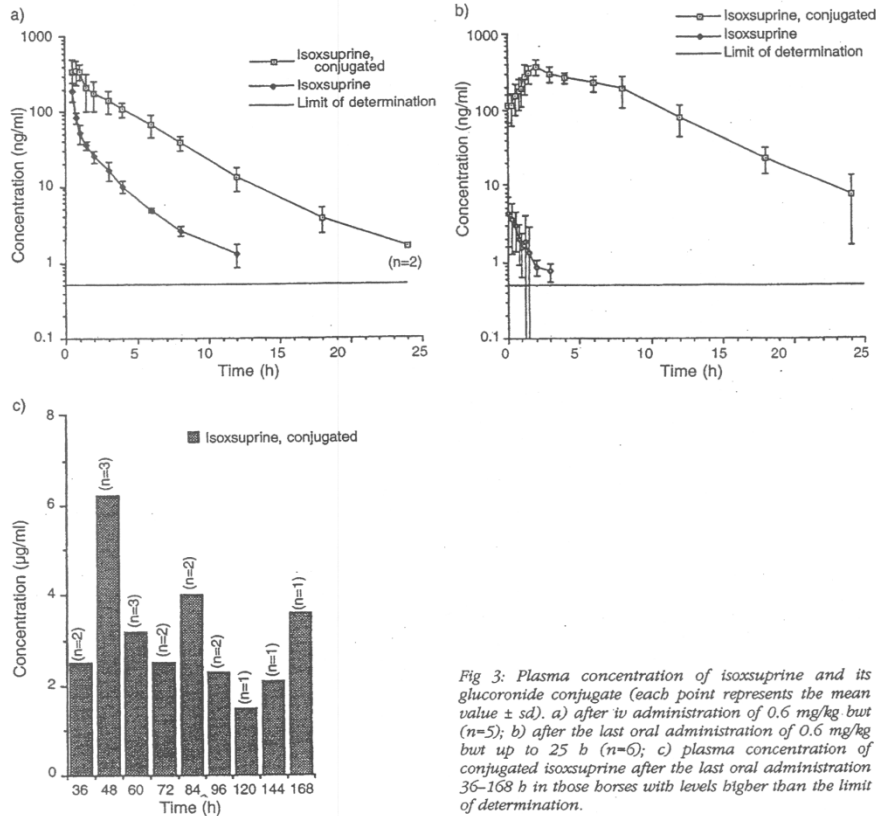 a)
Isoxsuprine,
conjugated
Isoxsuprine
Limit of determination
Concentration (ng/ml)
1000
100
10
1
0.1
(n=2)
0
5
10
15
20
25
Time (h)
b)
Isoxsuprine, conjugated
Isoxsuprine
Limit of determination
Concentration (ng/ml)
1000
100
10
1
0.1
0
5
10
15
20
25
Time (h)
c)
Isoxsuprine, conjugated
Concentration (µg/ml)
8
6
4
2
0
(n=2)
(n=3)
(n=3)
(n=2)
(n=2)
(n=2)
(n=1)
(n=1)
(n=1)
36 48 60 72 84 96 120 144 168
Time (h)
Fig 3: Plasma concentration of isoxsuprine and its
glucoronide conjugate (each point represents the mean
value ± sd). a) after iv administration of 0.6 mg/kg bwt
(n=5); b) after the last oral administration of 0.6 mg/kg
bwt up to 25 h (n=6); c) plasma concentration of
conjugated isoxsuprine after the last oral administration
36–168 h in those horses with levels higher than the limit
of determination.